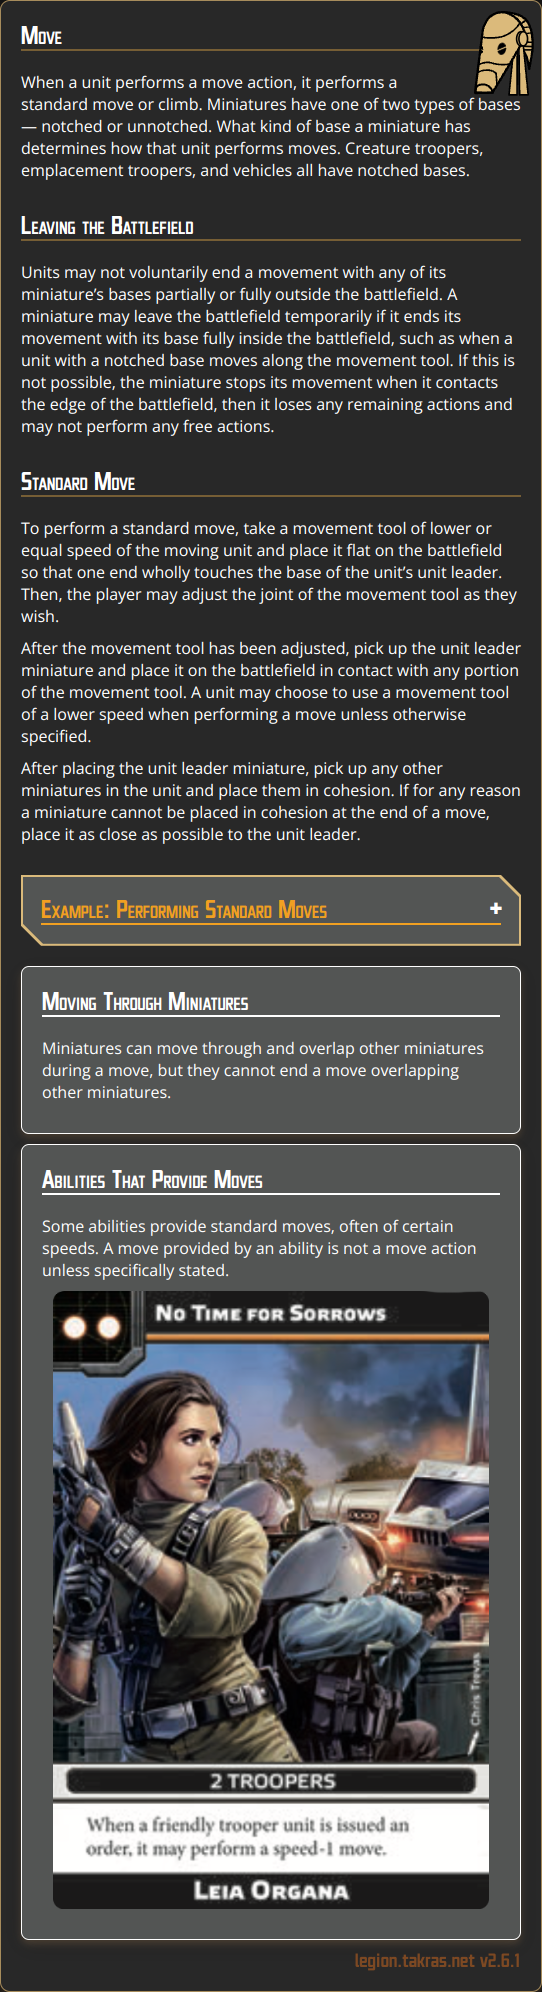 Move
When a unit performs a move action, it performs a
standard move or climb. Miniatures have one of two types of bases
— notched or unnotched. What kind of base a miniature has
determines how that unit performs moves. Creature troopers,
emplacement troopers, and vehicles all have notched bases.
Leaving the Battlefield
Units may not voluntarily end a movement with any of its
miniature’s bases partially or fully outside the battlefield. A
miniature may leave the battlefield temporarily if it ends its
movement with its base fully inside the battlefield, such as when a
unit with a notched base moves along the movement tool. If this is
not possible, the miniature stops its movement when it contacts
the edge of the battlefield, then it loses any remaining actions and
may not perform any free actions.
Standard Move
To perform a standard move, take a movement tool of lower or
equal speed of the moving unit and place it flat on the battlefield
so that one end wholly touches the base of the unit’s unit leader.
Then, the player may adjust the joint of the movement tool as they
wish.
After the movement tool has been adjusted, pick up the unit leader
miniature and place it on the battlefield in contact with any portion
of the movement tool. A unit may choose to use a movement tool
of a lower speed when performing a move unless otherwise
specified.
After placing the unit leader miniature, pick up any other
miniatures in the unit and place them in cohesion. If for any reason
a miniature cannot be placed in cohesion at the end of a move,
place it as close as possible to the unit leader.
Example: Performing Standard Moves +
Moving Through Miniatures
Miniatures can move through and overlap other miniatures
during a move, but they cannot end a move overlapping
other miniatures.
Abilities That Provide Moves
Some abilities provide standard moves, often of certain
speeds. A move provided by an ability is not a move action
unless specifically stated.
No Time for Sorrows
Chris Trevas
2 TROOPERS
When a friendly trooper unit is issued an
order, it may perform a speed-1 move.
Leia Organa
legion.takras.net v2.6.1